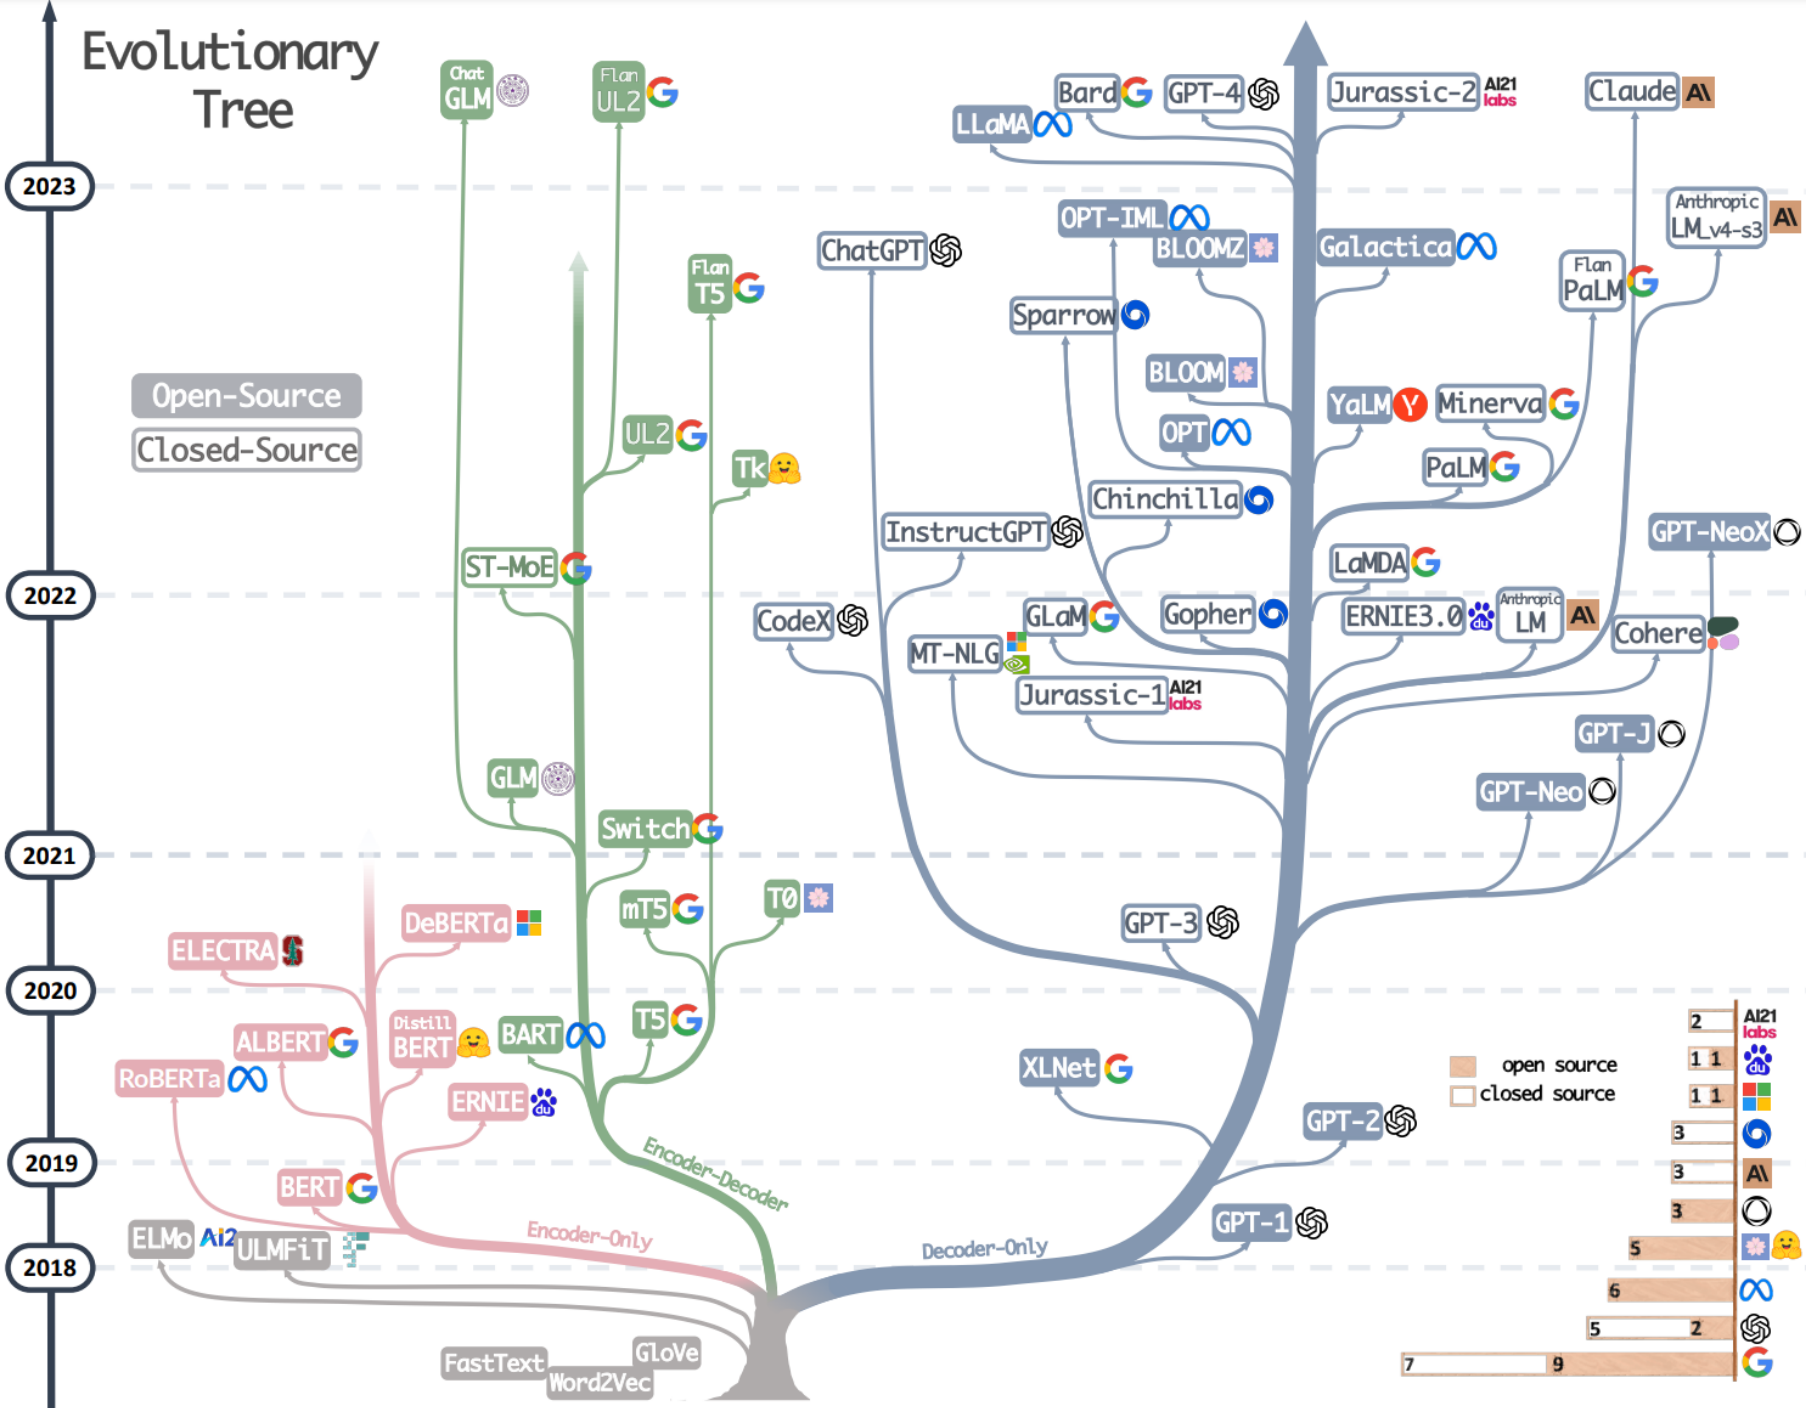 Evolutionary
Tree
2023
2022
2021
2020
2019
2018
Open-Source
Closed-Source
Chat
GLM
Flan
UL2
Bard
GPT-4
Jurassic-2
AI21
labs
Claude
A\
LLaMA
Anthropic
LM_v4-s3
A\
OPT-IML
BLOOMZ
ChatGPT
Galactica
Flan
T5
Flan
PaLM
Sparrow
BLOOM
YaLM
Y
Minerva
UL2
OPT
Tk
PaLM
Chinchilla
InstructGPT
GPT-NeoX
ST-MoE
LaMDA
CodeX
GLaM
Gopher
ERNIE3.0
du
Anthropic
LM
A\
Cohere
MT-NLG
Jurassic-1
AI21
labs
GPT-J
GLM
GPT-Neo
Switch
mT5
T0
DeBERTa
GPT-3
ELECTRA
S
ALBERT
Distill
BERT
BART
T5
RoBERTa
ERNIE
du
XLNet
GPT-2
Encoder-Decoder
BERT
Encoder-Only
Decoder-Only
GPT-1
ELMo
Ai2
ULMFiT
FastText
Word2Vec
GloVe
open source
closed source
2
AI21
labs
1 1
du
1 1
3
3
A\
3
5
6
5 2
7 9